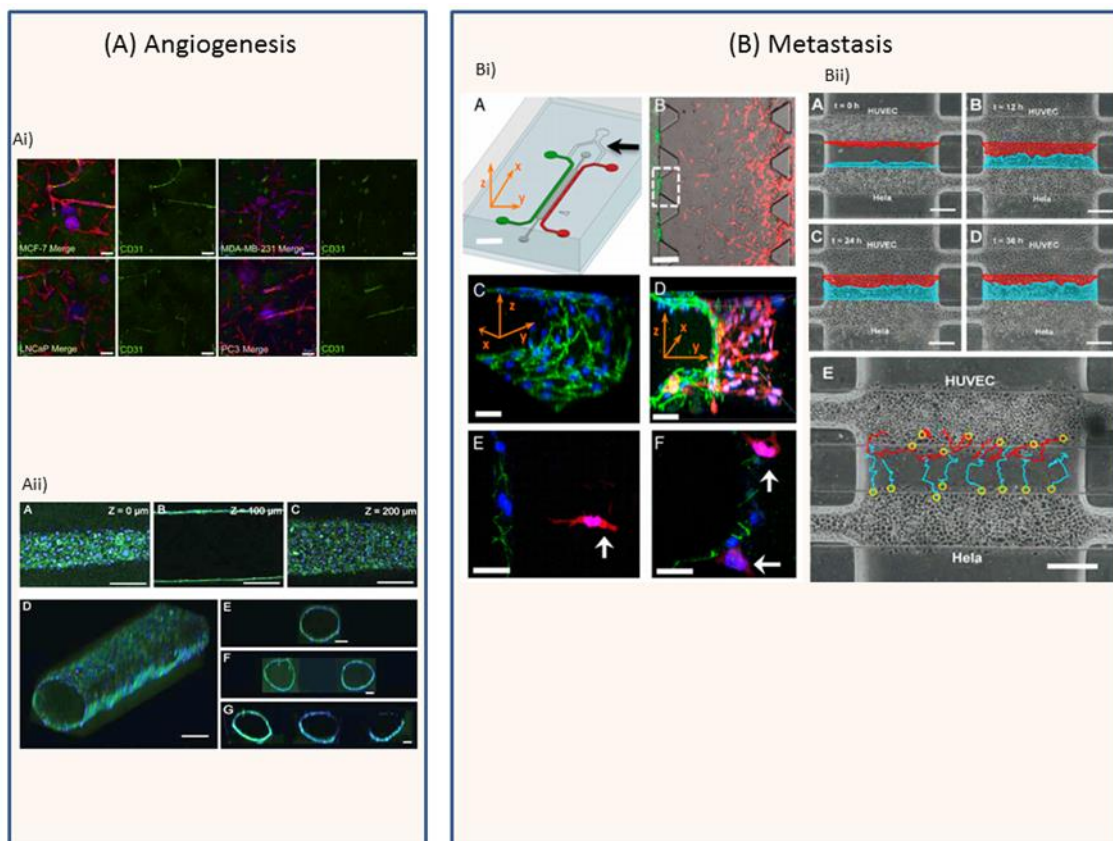 (A) Angiogenesis
Ai)
MCF-7 Merge
CD31
MDA-MB-231 Merge
CD31
LNCaP Merge
CD31
PC3 Merge
CD31
Aii)
A
Z = 0 µm
B
Z = 100 µm
C
Z = 200 µm
D
E
F
G
(B) Metastasis
Bi)
A
z
x
y
B
C
z
x
y
D
z
x
y
E
F
Bii)
A
t = 0 h
HUVEC
Hela
B
t = 12 h
HUVEC
Hela
C
t = 24 h
HUVEC
Hela
D
t = 36 h
HUVEC
Hela
E
HUVEC
Hela